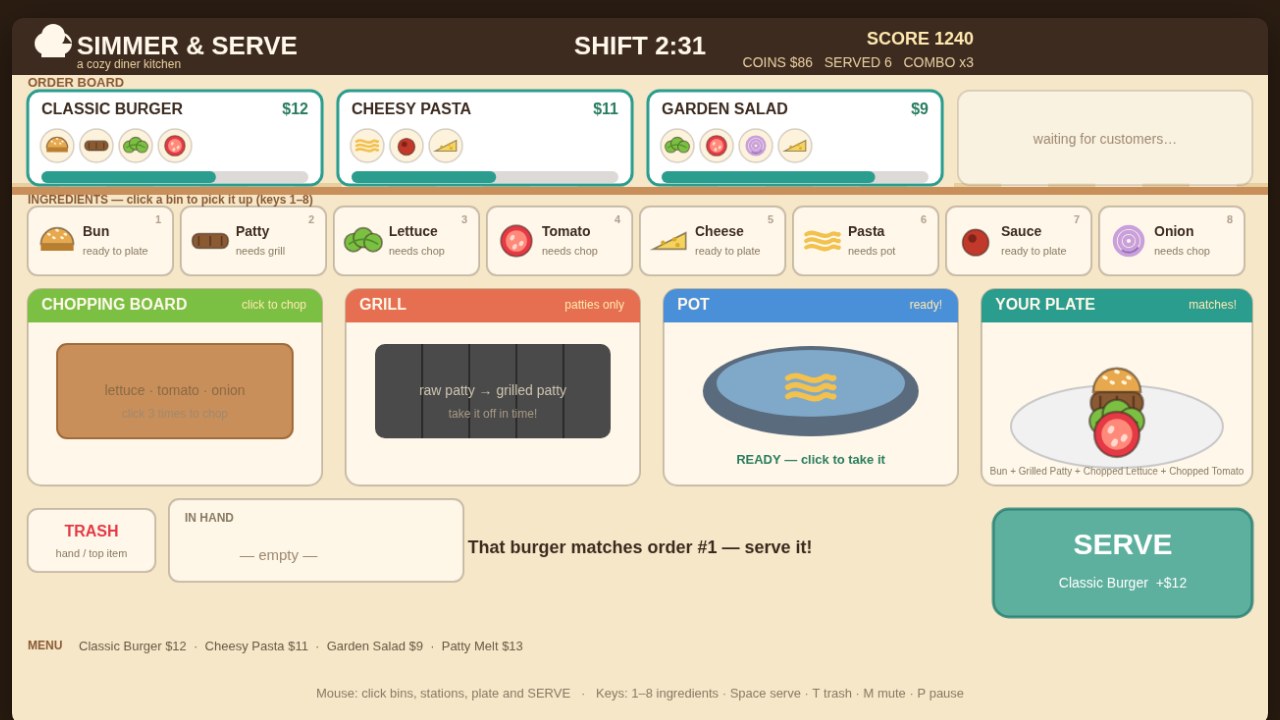 SIMMER & SERVE
a cozy diner kitchen
SHIFT 2:31
SCORE 1240
COINS $86 SERVED 6 COMBO x3
ORDER BOARD
CLASSIC BURGER $12
CHEESY PASTA $11
GARDEN SALAD $9
waiting for customers…
INGREDIENTS — click a bin to pick it up (keys 1–8)
1
Bun
ready to plate
2
Patty
needs grill
3
Lettuce
needs chop
4
Tomato
needs chop
5
Cheese
ready to plate
6
Pasta
needs pot
7
Sauce
ready to plate
8
Onion
needs chop
CHOPPING BOARD click to chop
lettuce · tomato · onion
click 3 times to chop
GRILL patties only
raw patty → grilled patty
take it off in time!
POT ready!
READY — click to take it
YOUR PLATE matches!
Bun + Grilled Patty + Chopped Lettuce + Chopped Tomato
TRASH
hand / top item
IN HAND
— empty —
That burger matches order #1 — serve it!
SERVE
Classic Burger +$12
MENU Classic Burger $12 · Cheesy Pasta $11 · Garden Salad $9 · Patty Melt $13
Mouse: click bins, stations, plate and SERVE · Keys: 1–8 ingredients · Space serve · T trash · M mute · P pause